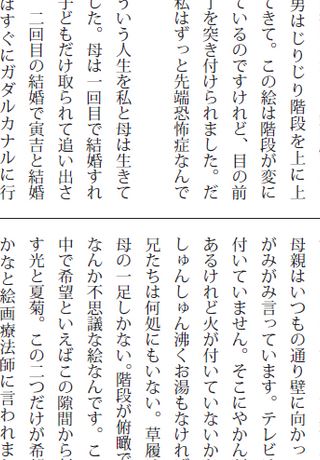 男はじりじり階段を上に上
てきて。この絵は階段が変に
ているのですけれど、目の前
丁を突き付けられました。だ
私はずっと先端恐怖症なんで
ういう人生を私と母は生きて
した。母は一回目で結婚すれ
子どもだけ取られて追い出さ
二回目の結婚で寅吉と結婚
はすぐにガダルカナルに行
母親はいつもの通り壁に向かっ
がみがみ言っています。テレビ
付いていません。そこにやかんが
あるけれど火が付いていないか
しゅんしゅん沸くお湯もなけれ
兄たちは何処にもいない。草履
母の一足しかない。階段が俯瞰で
なんか不思議な絵なんです。こ
中で希望といえばこの隙間から
す光と夏菊。この二つだけが希
かなと絵画療法師に言われま